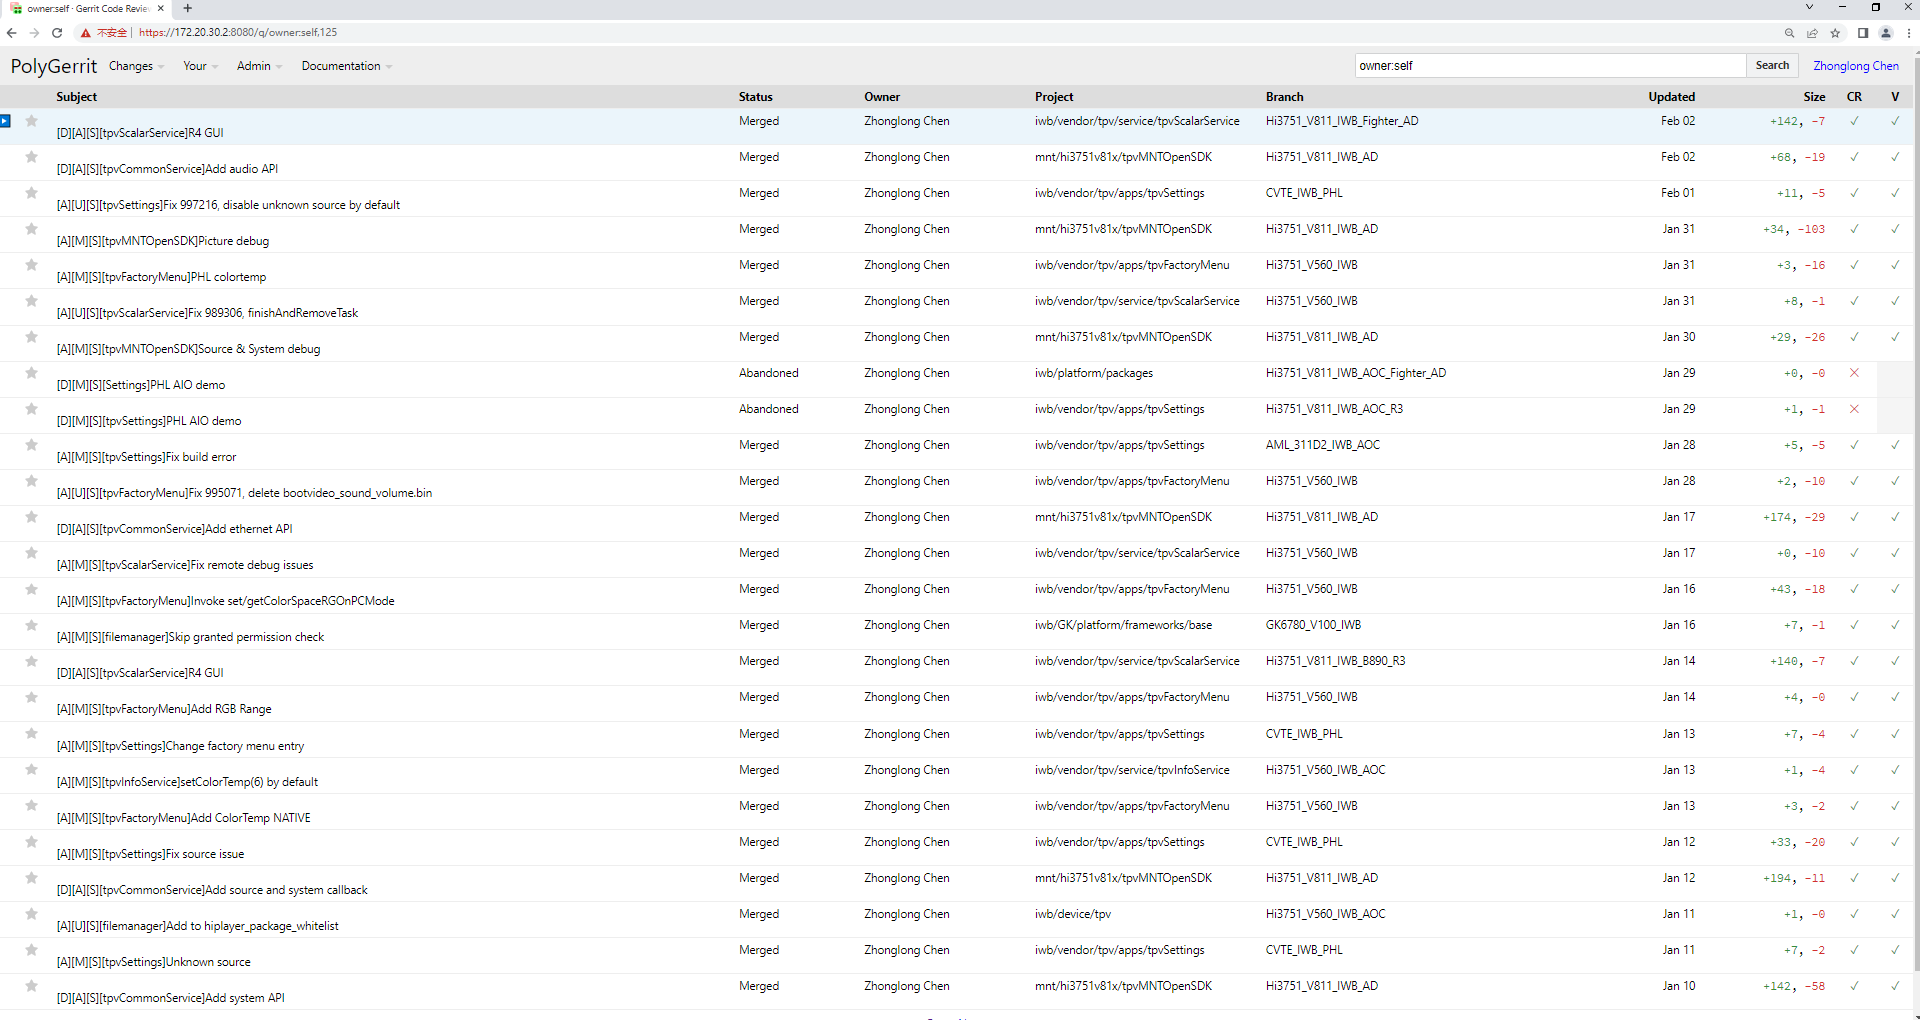 owner:self · Gerrit Code Revie
不安全 | https://172.20.30.2:8080/q/owner:self,125
PolyGerrit Changes Your Admin Documentation owner:self Search Zhonglong Chen
Subject Status Owner Project Branch Updated Size CR V
[D][A][S][tpvScalarService]R4 GUI Merged Zhonglong Chen iwb/vendor/tpv/service/tpvScalarService Hi3751_V811_IWB_Fighter_AD Feb 02 +142, -7 ✓ ✓
[D][A][S][tpvCommonService]Add audio API Merged Zhonglong Chen mnt/hi3751v81x/tpvMNTOpenSDK Hi3751_V811_IWB_AD Feb 02 +68, -19 ✓ ✓
[A][U][S][tpvSettings]Fix 997216, disable unknown source by default Merged Zhonglong Chen iwb/vendor/tpv/apps/tpvSettings CVTE_IWB_PHL Feb 01 +11, -5 ✓ ✓
[A][M][S][tpvMNTOpenSDK]Picture debug Merged Zhonglong Chen mnt/hi3751v81x/tpvMNTOpenSDK Hi3751_V811_IWB_AD Jan 31 +34, -103 ✓ ✓
[A][M][S][tpvFactoryMenu]PHL colortemp Merged Zhonglong Chen iwb/vendor/tpv/apps/tpvFactoryMenu Hi3751_V560_IWB Jan 31 +3, -16 ✓ ✓
[A][U][S][tpvScalarService]Fix 989306, finishAndRemoveTask Merged Zhonglong Chen iwb/vendor/tpv/service/tpvScalarService Hi3751_V560_IWB Jan 31 +8, -1 ✓ ✓
[A][M][S][tpvMNTOpenSDK]Source & System debug Merged Zhonglong Chen mnt/hi3751v81x/tpvMNTOpenSDK Hi3751_V811_IWB_AD Jan 30 +29, -26 ✓ ✓
[D][M][S][Settings]PHL AIO demo Abandoned Zhonglong Chen iwb/platform/packages Hi3751_V811_IWB_AOC_Fighter_AD Jan 29 +0, -0 ✕
[D][M][S][tpvSettings]PHL AIO demo Abandoned Zhonglong Chen iwb/vendor/tpv/apps/tpvSettings Hi3751_V811_IWB_AOC_R3 Jan 29 +1, -1 ✕
[A][M][S][tpvSettings]Fix build error Merged Zhonglong Chen iwb/vendor/tpv/apps/tpvSettings AML_311D2_IWB_AOC Jan 28 +5, -5 ✓ ✓
[A][U][S][tpvFactoryMenu]Fix 995071, delete bootvideo_sound_volume.bin Merged Zhonglong Chen iwb/vendor/tpv/apps/tpvFactoryMenu Hi3751_V560_IWB Jan 28 +2, -10 ✓ ✓
[D][A][S][tpvCommonService]Add ethernet API Merged Zhonglong Chen mnt/hi3751v81x/tpvMNTOpenSDK Hi3751_V811_IWB_AD Jan 17 +174, -29 ✓ ✓
[A][M][S][tpvScalarService]Fix remote debug issues Merged Zhonglong Chen iwb/vendor/tpv/service/tpvScalarService Hi3751_V560_IWB Jan 17 +0, -10 ✓ ✓
[A][M][S][tpvFactoryMenu]Invoke set/getColorSpaceRGOnPCMode Merged Zhonglong Chen iwb/vendor/tpv/apps/tpvFactoryMenu Hi3751_V560_IWB Jan 16 +43, -18 ✓ ✓
[A][M][S][filemanager]Skip granted permission check Merged Zhonglong Chen iwb/GK/platform/frameworks/base GK6780_V100_IWB Jan 16 +7, -1 ✓ ✓
[D][A][S][tpvScalarService]R4 GUI Merged Zhonglong Chen iwb/vendor/tpv/service/tpvScalarService Hi3751_V811_IWB_B890_R3 Jan 14 +140, -7 ✓ ✓
[A][M][S][tpvFactoryMenu]Add RGB Range Merged Zhonglong Chen iwb/vendor/tpv/apps/tpvFactoryMenu Hi3751_V560_IWB Jan 14 +4, -0 ✓ ✓
[A][M][S][tpvSettings]Change factory menu entry Merged Zhonglong Chen iwb/vendor/tpv/apps/tpvSettings CVTE_IWB_PHL Jan 13 +7, -4 ✓ ✓
[A][M][S][tpvInfoService]setColorTemp(6) by default Merged Zhonglong Chen iwb/vendor/tpv/service/tpvInfoService Hi3751_V560_IWB_AOC Jan 13 +1, -4 ✓ ✓
[A][M][S][tpvFactoryMenu]Add ColorTemp NATIVE Merged Zhonglong Chen iwb/vendor/tpv/apps/tpvFactoryMenu Hi3751_V560_IWB Jan 13 +3, -2 ✓ ✓
[A][M][S][tpvSettings]Fix source issue Merged Zhonglong Chen iwb/vendor/tpv/apps/tpvSettings CVTE_IWB_PHL Jan 12 +33, -20 ✓ ✓
[D][A][S][tpvCommonService]Add source and system callback Merged Zhonglong Chen mnt/hi3751v81x/tpvMNTOpenSDK Hi3751_V811_IWB_AD Jan 12 +194, -11 ✓ ✓
[A][U][S][filemanager]Add to hiplayer_package_whitelist Merged Zhonglong Chen iwb/device/tpv Hi3751_V560_IWB_AOC Jan 11 +1, -0 ✓ ✓
[A][M][S][tpvSettings]Unknown source Merged Zhonglong Chen iwb/vendor/tpv/apps/tpvSettings CVTE_IWB_PHL Jan 11 +7, -2 ✓ ✓
[D][A][S][tpvCommonService]Add system API Merged Zhonglong Chen mnt/hi3751v81x/tpvMNTOpenSDK Hi3751_V811_IWB_AD Jan 10 +142, -58 ✓ ✓